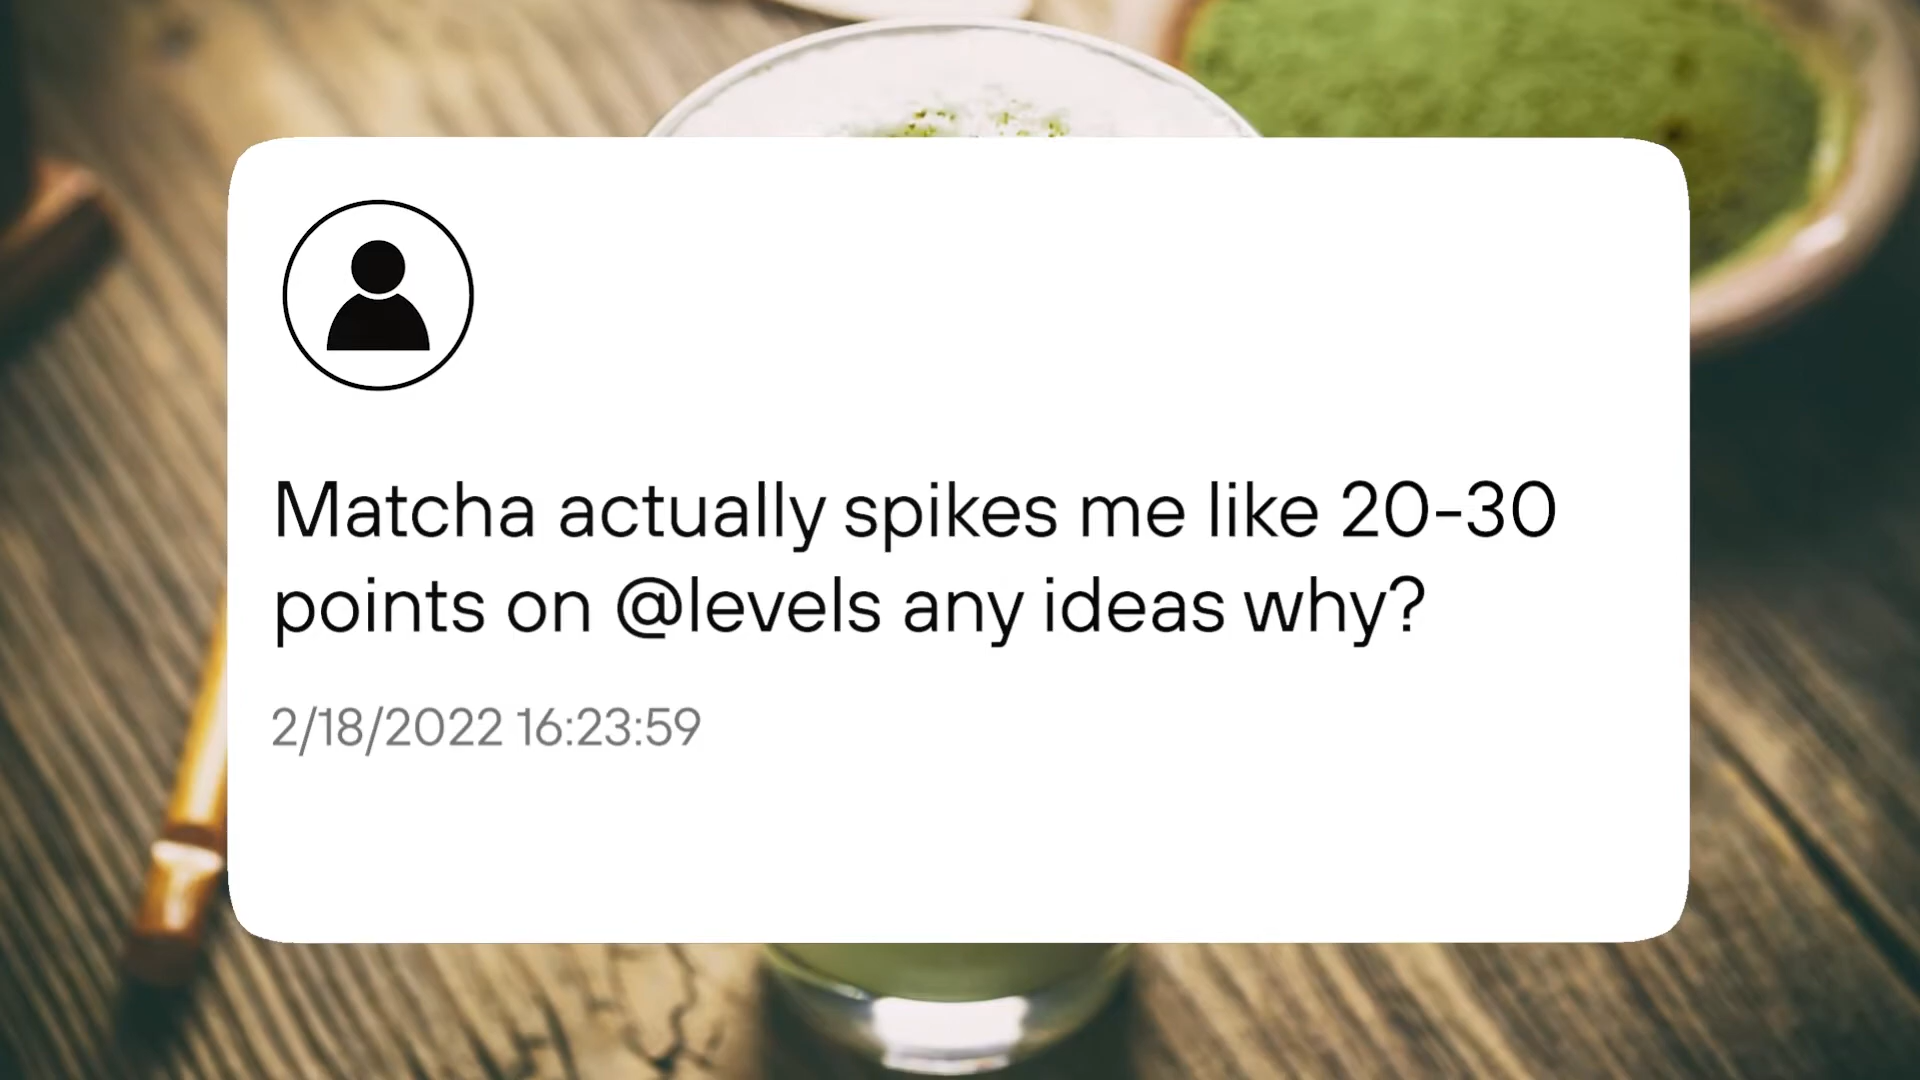 Matcha actually spikes me like 20-30
points on @levels any ideas why?
2/18/2022 16:23:59